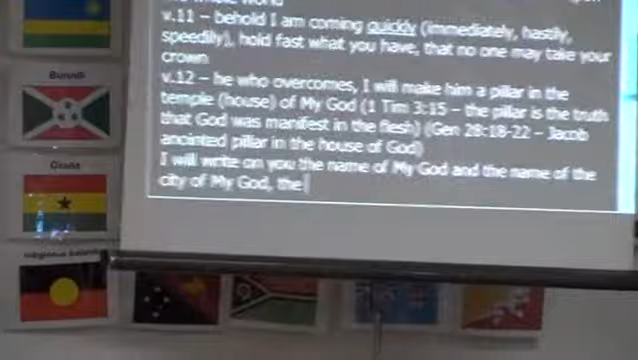 v.11 – behold I am coming quickly (immediately, hastily,
speedily), hold fast what you have, that no one may take your
crown
v.12 – he who overcomes, I will make him a pillar in the
temple (house) of My God (1 Tim 3:15 – the pillar is the truth
that God was manifest in the flesh) (Gen 28:18-22 – Jacob
anointed pillar in the house of God)
I will write on you the name of My God and the name of the
city of My God, the
Burundi
Ghana